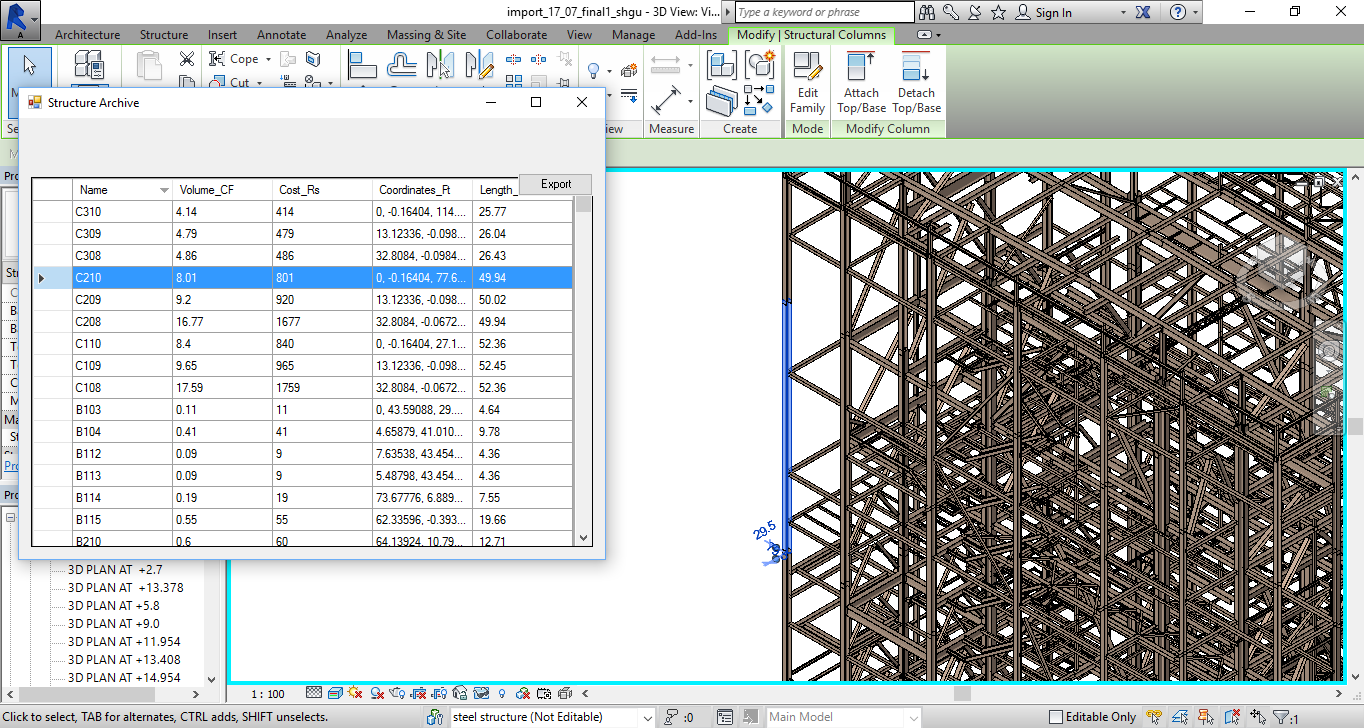 import_17_07_final1_shgu - 3D View: Vi...
Type a keyword or phrase
Sign In
Architecture Structure Insert Annotate Analyze Massing & Site Collaborate View Manage Add-Ins Modify | Structural Columns
Cope
Cut
Edit Family
Attach Top/Base
Detach Top/Base
Measure Create Mode Modify Column
Structure Archive
Export
Name Volume_CF Cost_Rs Coordinates_Ft Length_
C310 4.14 414 0, -0.16404, 114.... 25.77
C309 4.79 479 13.12336, -0.098... 26.04
C308 4.86 486 32.8084, -0.0984... 26.43
C210 8.01 801 0, -0.16404, 77.6... 49.94
C209 9.2 920 13.12336, -0.098... 50.02
C208 16.77 1677 32.8084, -0.0672... 49.94
C110 8.4 840 0, -0.16404, 27.1... 52.36
C109 9.65 965 13.12336, -0.098... 52.45
C108 17.59 1759 32.8084, -0.0672... 52.36
B103 0.11 11 0, 43.59088, 29.... 4.64
B104 0.41 41 4.65879, 41.010... 9.78
B112 0.09 9 7.63538, 43.454... 4.36
B113 0.09 9 5.48798, 43.454... 4.36
B114 0.19 19 73.67776, 6.889... 7.55
B115 0.55 55 62.33596, -0.393... 19.66
B210 0.6 60 64.13924, 10.79... 12.71
29.5
3D PLAN AT +2.7
3D PLAN AT +13.378
3D PLAN AT +5.8
3D PLAN AT +9.0
3D PLAN AT +11.954
3D PLAN AT +13.408
3D PLAN AT +14.954
1 : 100
Click to select, TAB for alternates, CTRL adds, SHIFT unselects.
steel structure (Not Editable)
:0
Main Model
Editable Only
:1